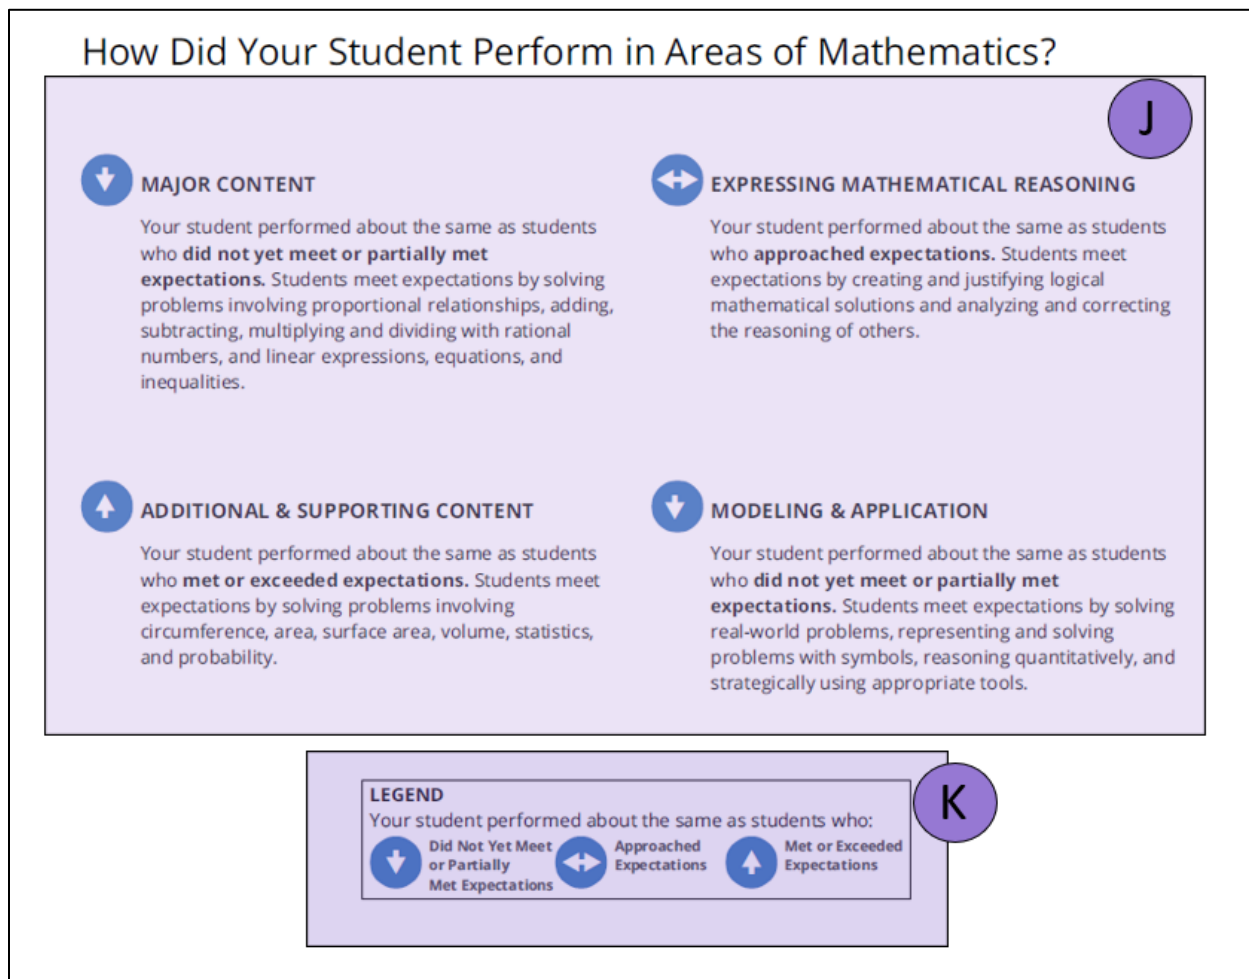 How Did Your Student Perform in Areas of Mathematics?
J
MAJOR CONTENT
Your student performed about the same as students
who did not yet meet or partially met
expectations. Students meet expectations by solving
problems involving proportional relationships, adding,
subtracting, multiplying and dividing with rational
numbers, and linear expressions, equations, and
inequalities.
EXPRESSING MATHEMATICAL REASONING
Your student performed about the same as students
who approached expectations. Students meet
expectations by creating and justifying logical
mathematical solutions and analyzing and correcting
the reasoning of others.
ADDITIONAL & SUPPORTING CONTENT
Your student performed about the same as students
who met or exceeded expectations. Students meet
expectations by solving problems involving
circumference, area, surface area, volume, statistics,
and probability.
MODELING & APPLICATION
Your student performed about the same as students
who did not yet meet or partially met
expectations. Students meet expectations by solving
real-world problems, representing and solving
problems with symbols, reasoning quantitatively, and
strategically using appropriate tools.
K
LEGEND
Your student performed about the same as students who:
Did Not Yet Meet
or Partially
Met Expectations
Approached
Expectations
Met or Exceeded
Expectations